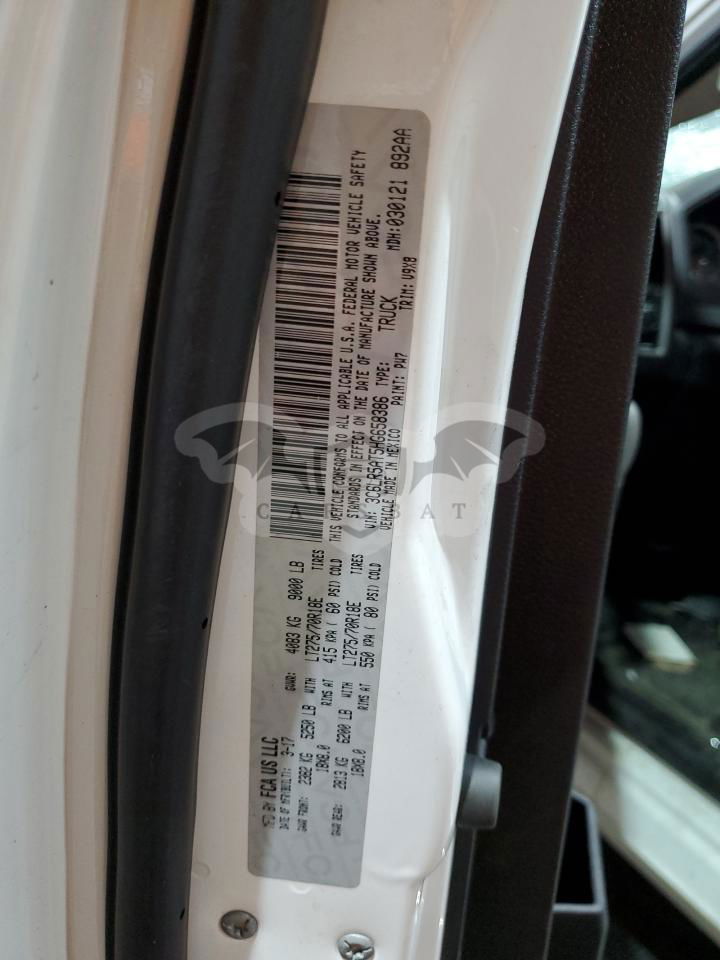 MFD BY FCA US LLC
DATE OF MFR(BUILT): 3-17 GVWR: 4083 KG 9000 LB
GAWR FRONT: 2382 KG 5250 LB WITH LT275/70R18E TIRES
18X8.0 RIMS AT 415 KPA ( 60 PSI) COLD
GAWR REAR: 2813 KG 6200 LB WITH LT275/70R18E TIRES
18X8.0 RIMS AT 550 KPA ( 80 PSI) COLD
THIS VEHICLE CONFORMS TO ALL APPLICABLE U.S.A. FEDERAL MOTOR VEHICLE SAFETY
STANDARDS IN EFFECT ON THE DATE OF MANUFACTURE SHOWN ABOVE.
VIN: 3C6LR5AT5HG658386 TYPE: TRUCK MDH: 030121 892AA
VEHICLE MADE IN MEXICO PAINT: PW7 TRIM: V9X8
CARSBAT